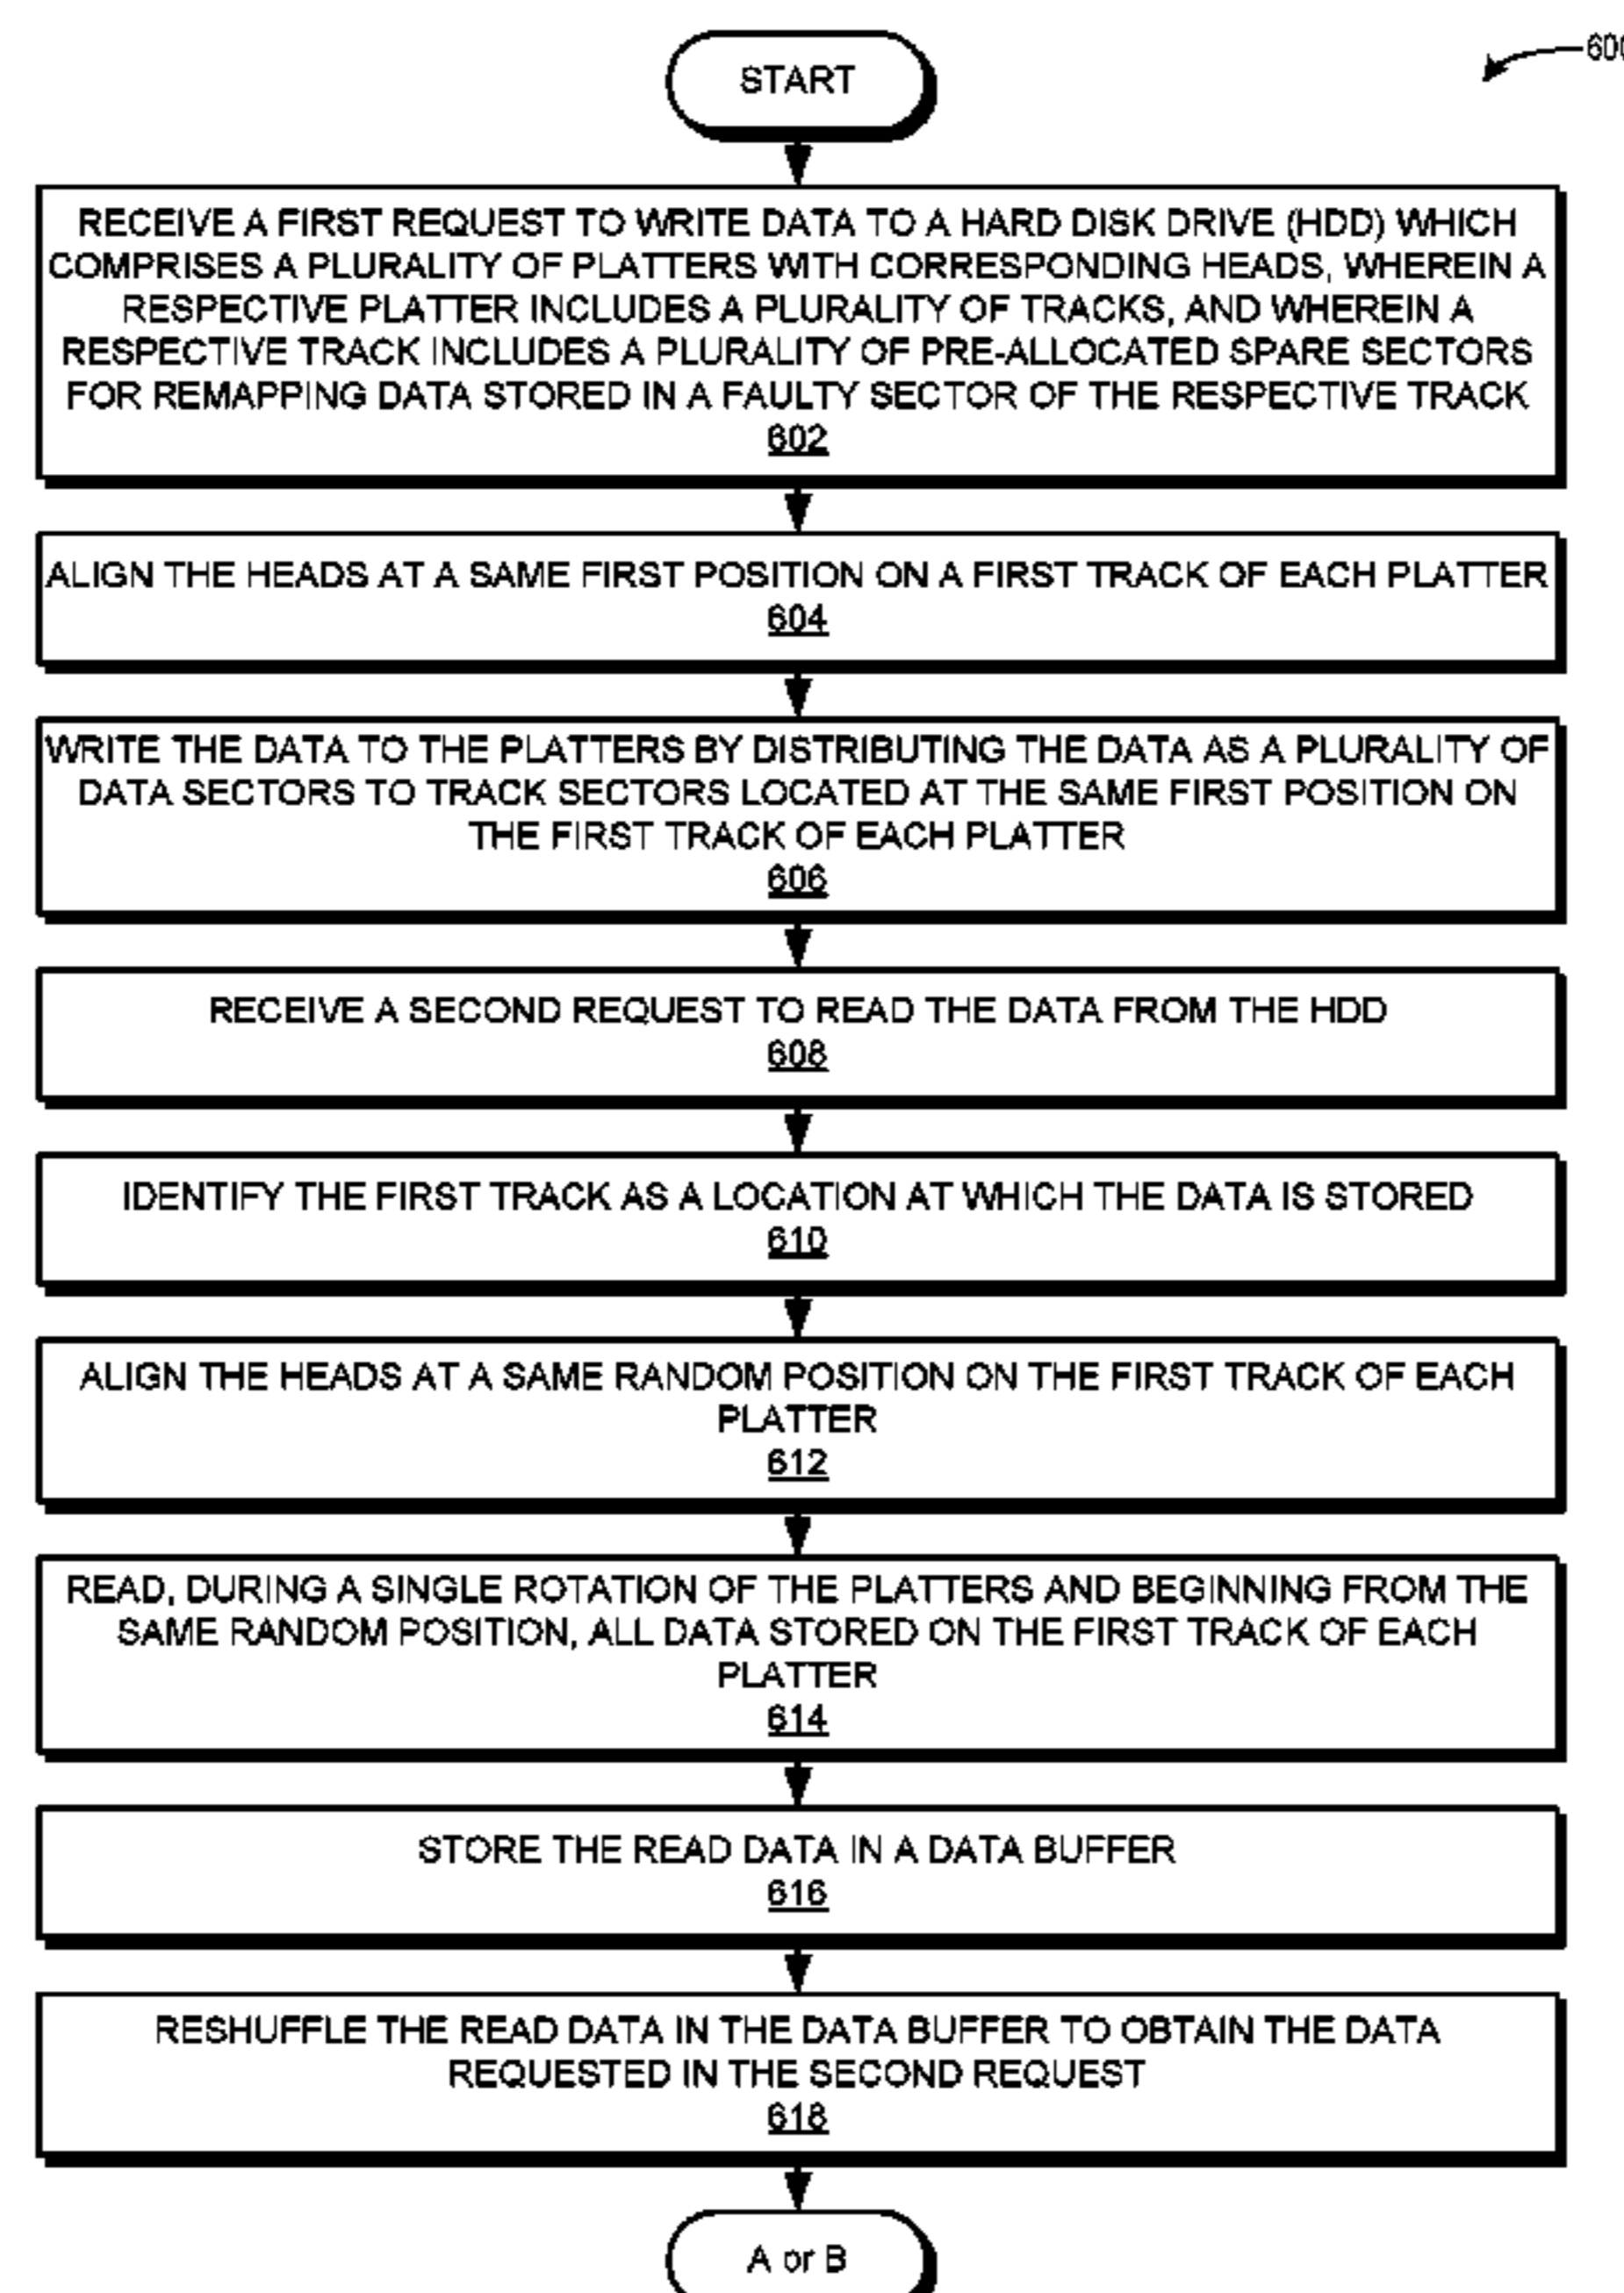 START
600
RECEIVE A FIRST REQUEST TO WRITE DATA TO A HARD DISK DRIVE (HDD) WHICH
COMPRISES A PLURALITY OF PLATTERS WITH CORRESPONDING HEADS, WHEREIN A
RESPECTIVE PLATTER INCLUDES A PLURALITY OF TRACKS, AND WHEREIN A
RESPECTIVE TRACK INCLUDES A PLURALITY OF PRE-ALLOCATED SPARE SECTORS
FOR REMAPPING DATA STORED IN A FAULTY SECTOR OF THE RESPECTIVE TRACK
602
ALIGN THE HEADS AT A SAME FIRST POSITION ON A FIRST TRACK OF EACH PLATTER
604
WRITE THE DATA TO THE PLATTERS BY DISTRIBUTING THE DATA AS A PLURALITY OF
DATA SECTORS TO TRACK SECTORS LOCATED AT THE SAME FIRST POSITION ON
THE FIRST TRACK OF EACH PLATTER
606
RECEIVE A SECOND REQUEST TO READ THE DATA FROM THE HDD
608
IDENTIFY THE FIRST TRACK AS A LOCATION AT WHICH THE DATA IS STORED
610
ALIGN THE HEADS AT A SAME RANDOM POSITION ON THE FIRST TRACK OF EACH
PLATTER
612
READ, DURING A SINGLE ROTATION OF THE PLATTERS AND BEGINNING FROM THE
SAME RANDOM POSITION, ALL DATA STORED ON THE FIRST TRACK OF EACH
PLATTER
614
STORE THE READ DATA IN A DATA BUFFER
616
RESHUFFLE THE READ DATA IN THE DATA BUFFER TO OBTAIN THE DATA
REQUESTED IN THE SECOND REQUEST
618
A or B